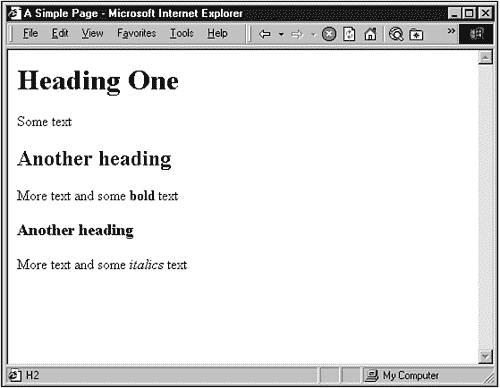 A Simple Page - Microsoft Internet Explorer
File Edit View Favorites Tools Help »
Heading One
Some text
Another heading
More text and some bold text
Another heading
More text and some italics text
H2 My Computer